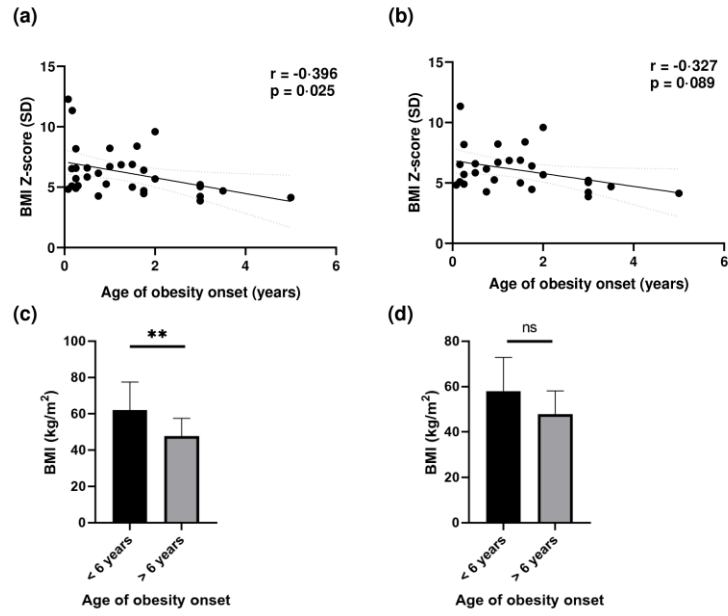 (a)
r = -0·396
p = 0·025
15
10
5
0
BMI Z-score (SD)
0
2
4
6
Age of obesity onset (years)
(b)
r = -0·327
p = 0·089
15
10
5
0
BMI Z-score (SD)
0
2
4
6
Age of obesity onset (years)
(c)
**
100
80
60
40
20
0
BMI (kg/m²)
< 6 years
> 6 years
Age of obesity onset
(d)
ns
80
60
40
20
0
BMI (kg/m²)
< 6 years
> 6 years
Age of obesity onset